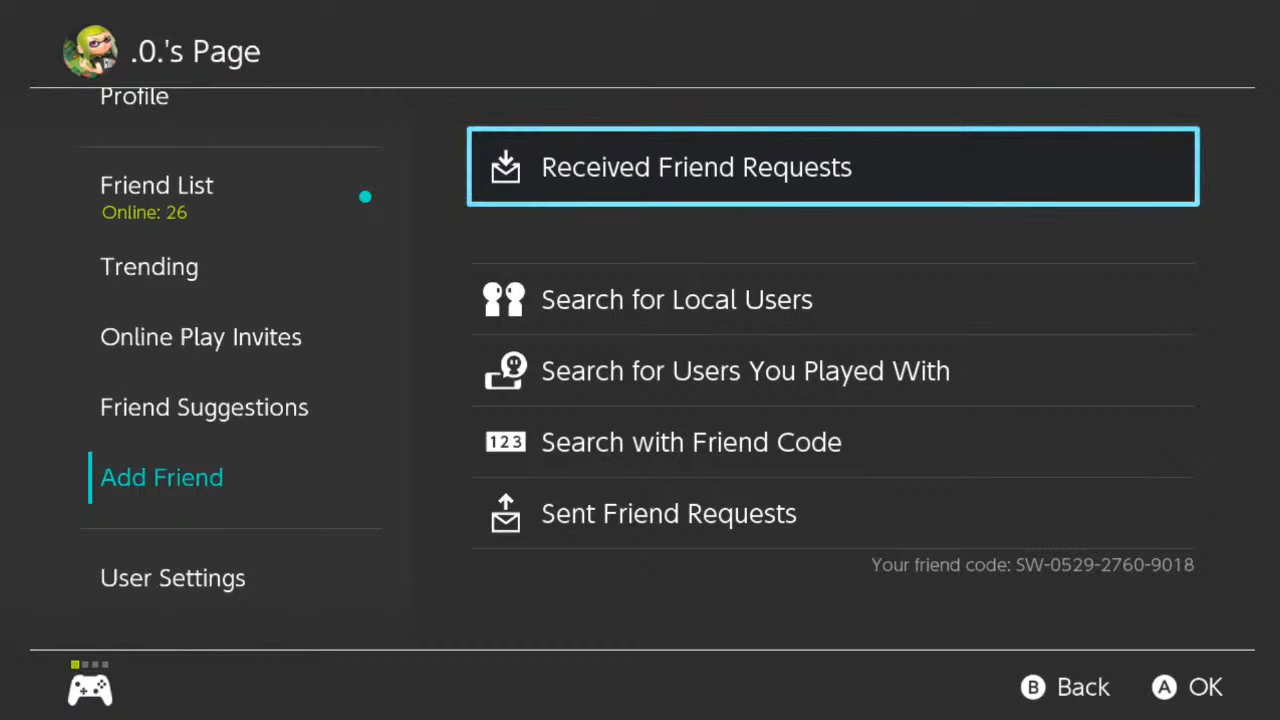 .0.'s Page
Profile
Friend List
Online: 26
Trending
Online Play Invites
Friend Suggestions
Add Friend
User Settings
Received Friend Requests
Search for Local Users
Search for Users You Played With
123 Search with Friend Code
Sent Friend Requests
Your friend code: SW-0529-2760-9018
B Back A OK